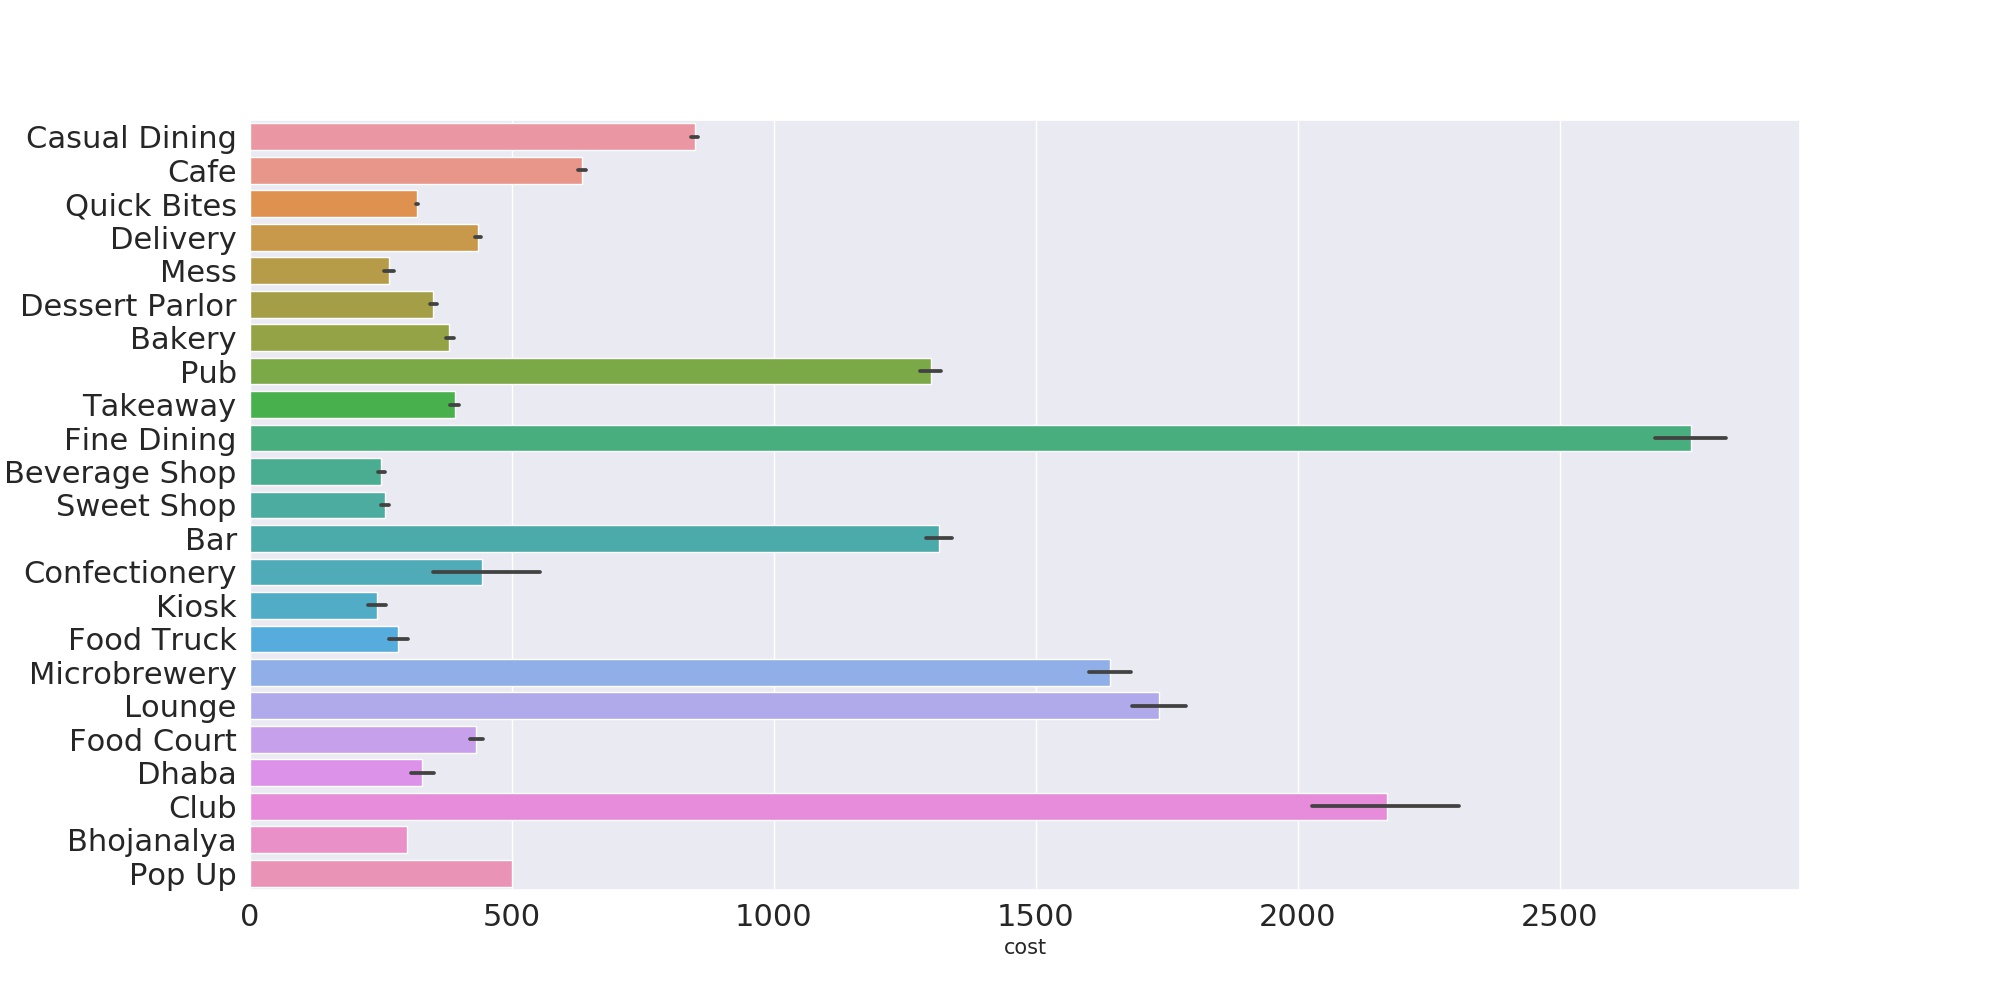 Casual Dining
Cafe
Quick Bites
Delivery
Mess
Dessert Parlor
Bakery
Pub
Takeaway
Fine Dining
Beverage Shop
Sweet Shop
Bar
Confectionery
Kiosk
Food Truck
Microbrewery
Lounge
Food Court
Dhaba
Club
Bhojanalya
Pop Up
0 500 1000 1500 2000 2500
cost